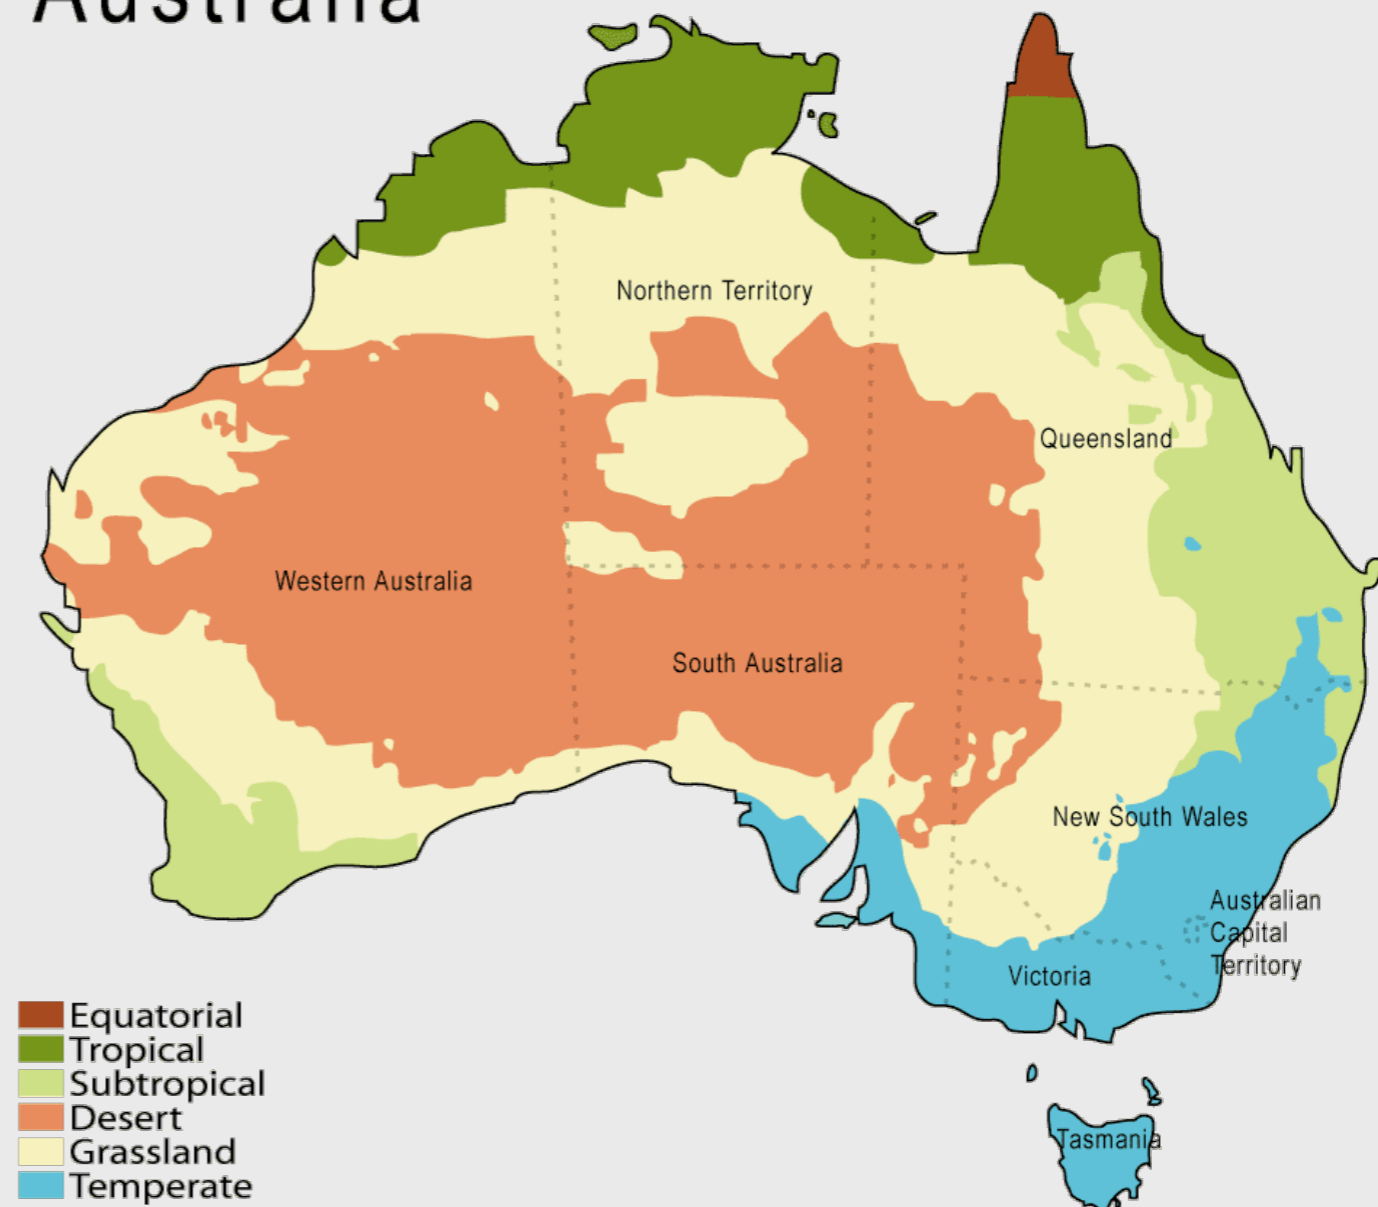 Australia
Northern Territory
Queensland
Western Australia
South Australia
New South Wales
Australian
Capital
Territory
Victoria
Tasmania
Equatorial
Tropical
Subtropical
Desert
Grassland
Temperate